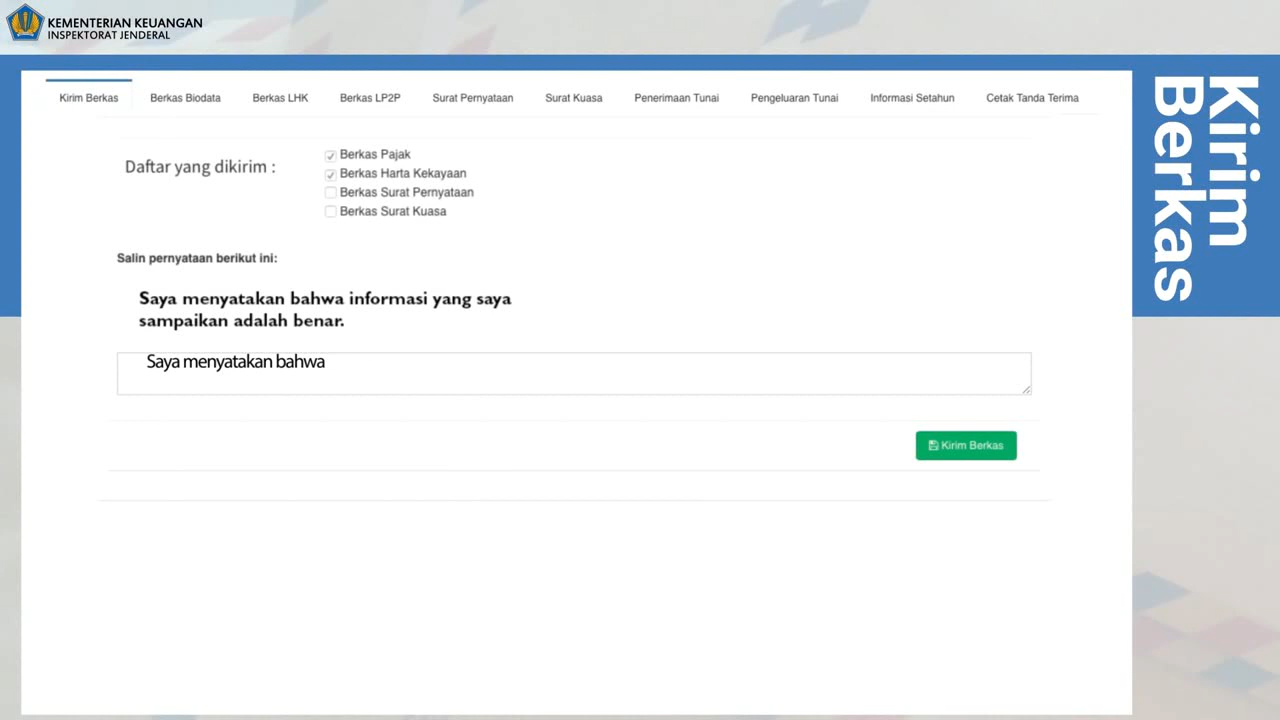 KEMENTERIAN KEUANGAN
INSPEKTORAT JENDERAL
Kirim Berkas
Berkas Biodata
Berkas LHK
Berkas LP2P
Surat Pernyataan
Surat Kuasa
Penerimaan Tunai
Pengeluaran Tunai
Informasi Setahun
Cetak Tanda Terima
Daftar yang dikirim :
Berkas Pajak
Berkas Harta Kekayaan
Berkas Surat Pernyataan
Berkas Surat Kuasa
Salin pernyataan berikut ini:
Saya menyatakan bahwa informasi yang saya
sampaikan adalah benar.
Saya menyatakan bahwa
Kirim Berkas
Kirim
Berkas